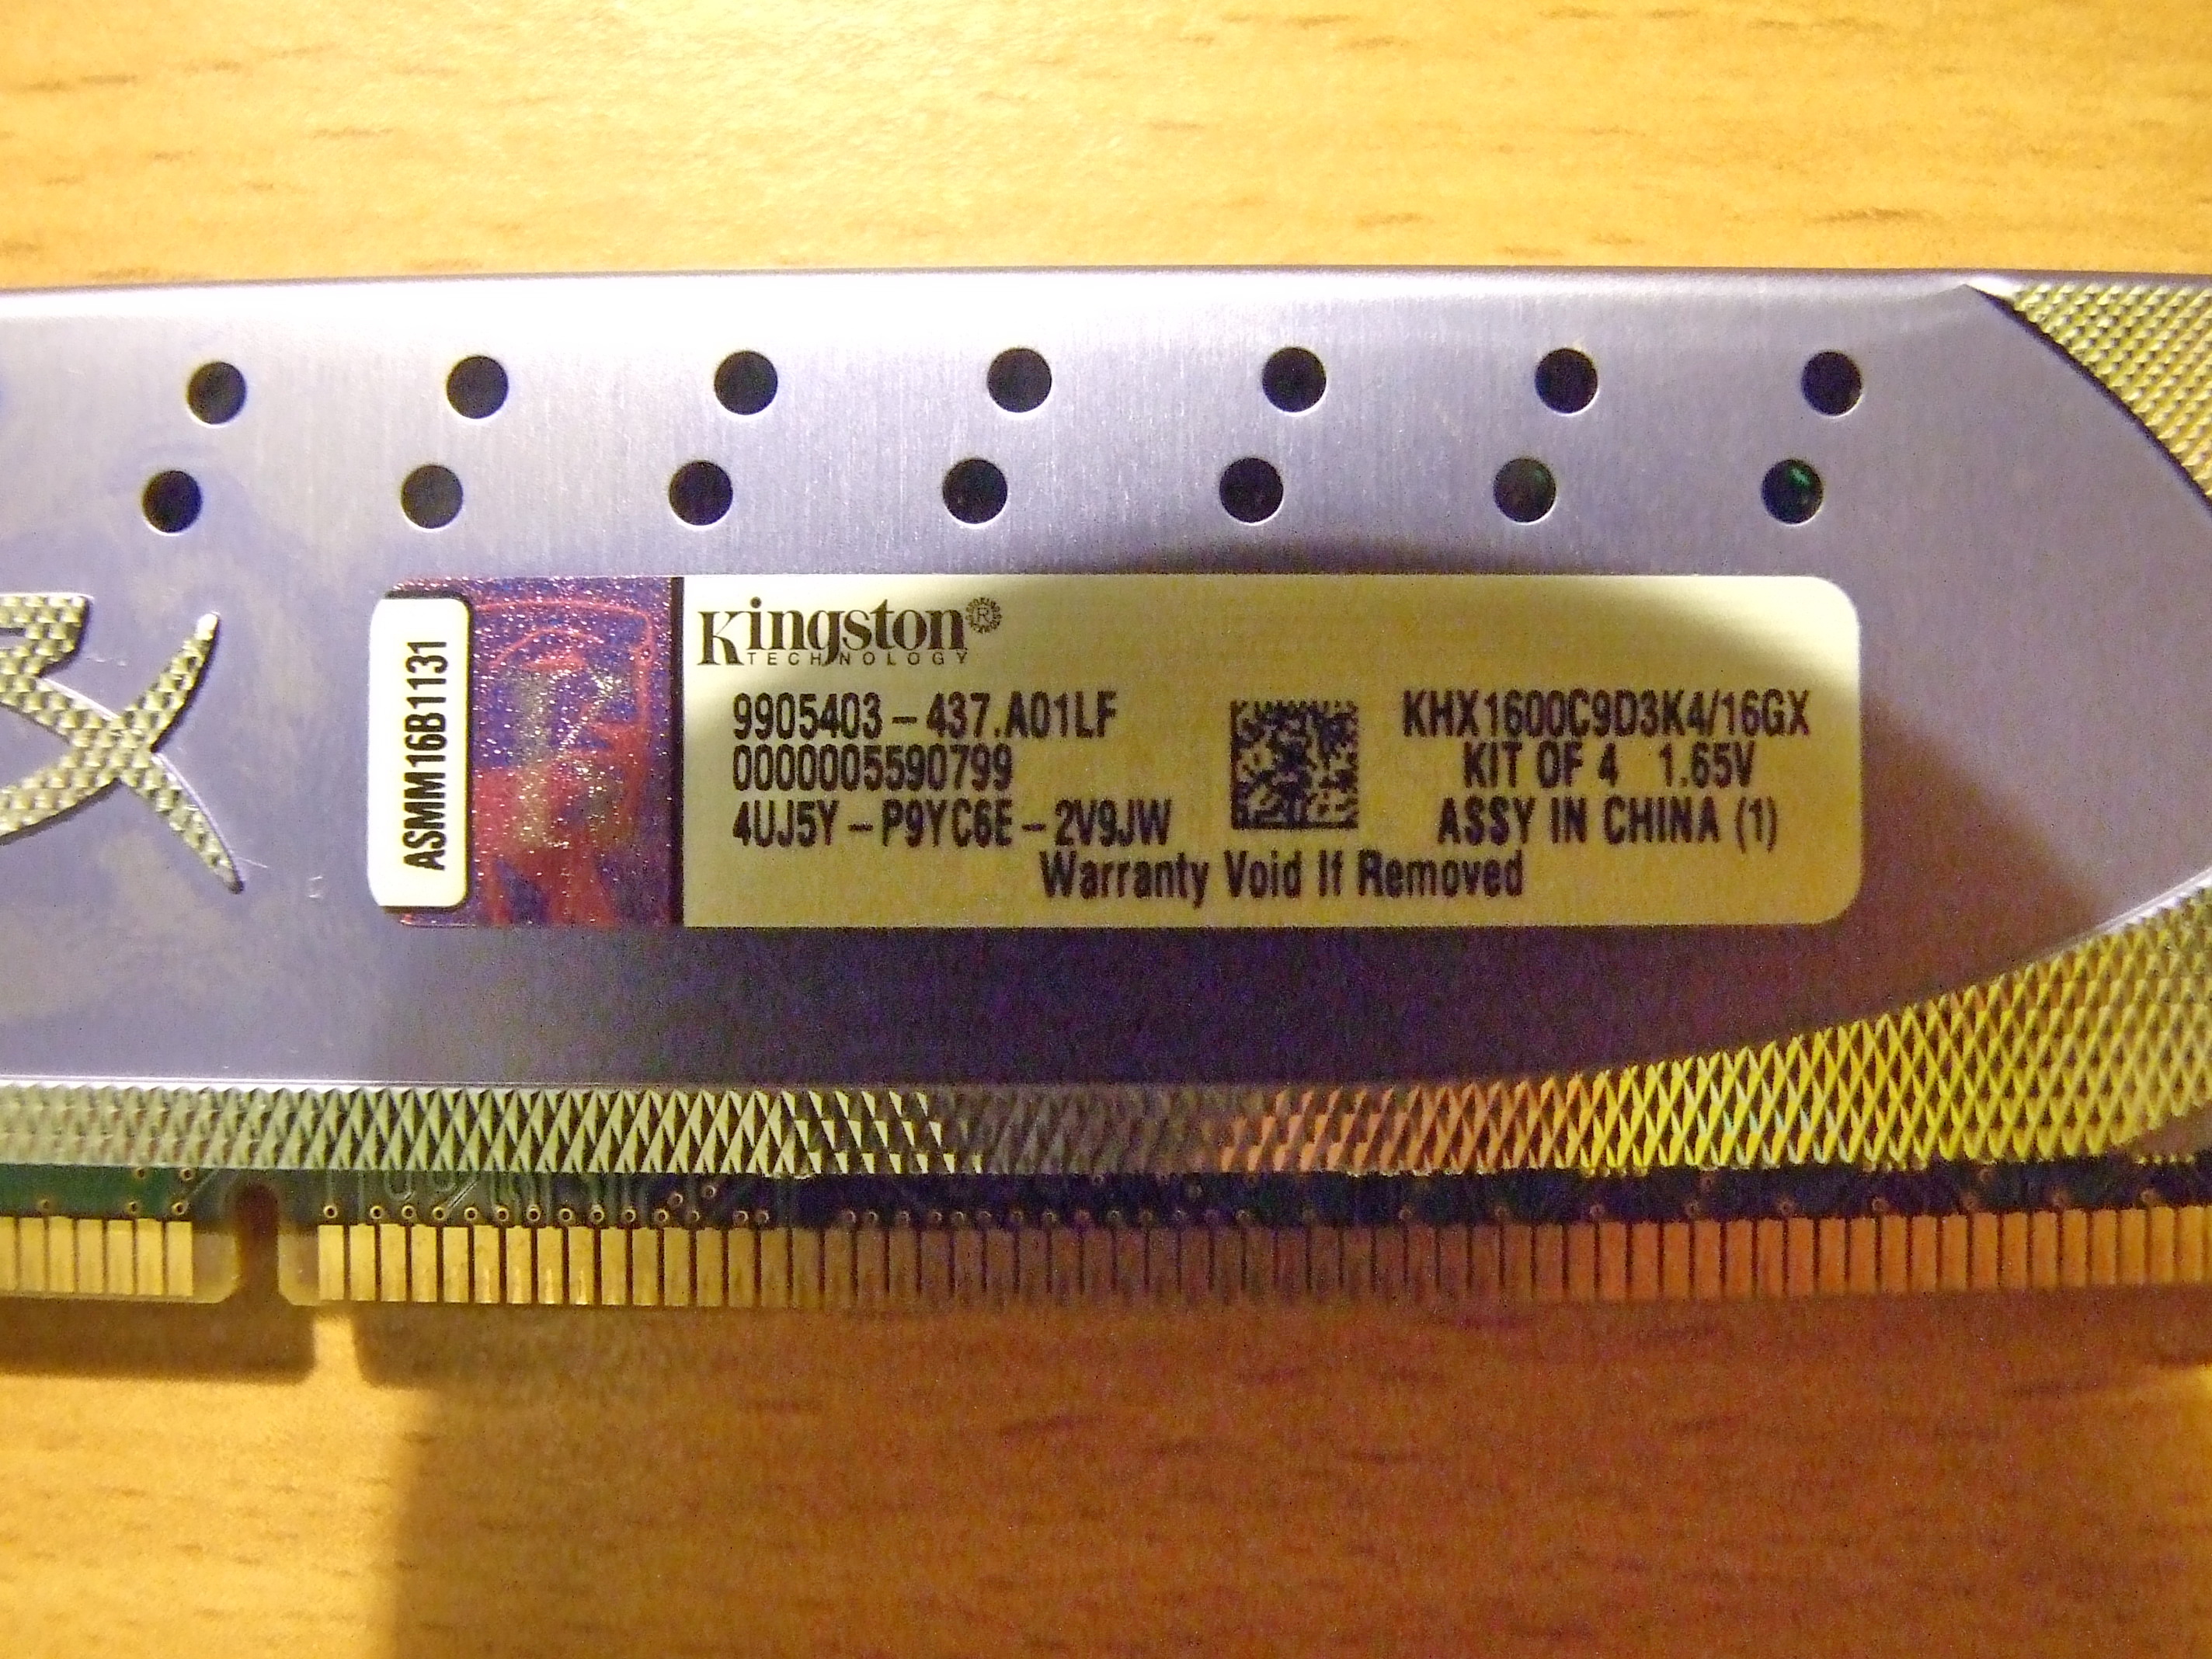 ASMM16B1131
Kingston®
TECHNOLOGY
9905403-437.A01LF
0000005590799
4UJ5Y-P9YC6E-2V9JW
KHX1600C9D3K4/16GX
KIT OF 4 1.65V
ASSY IN CHINA (1)
Warranty Void If Removed